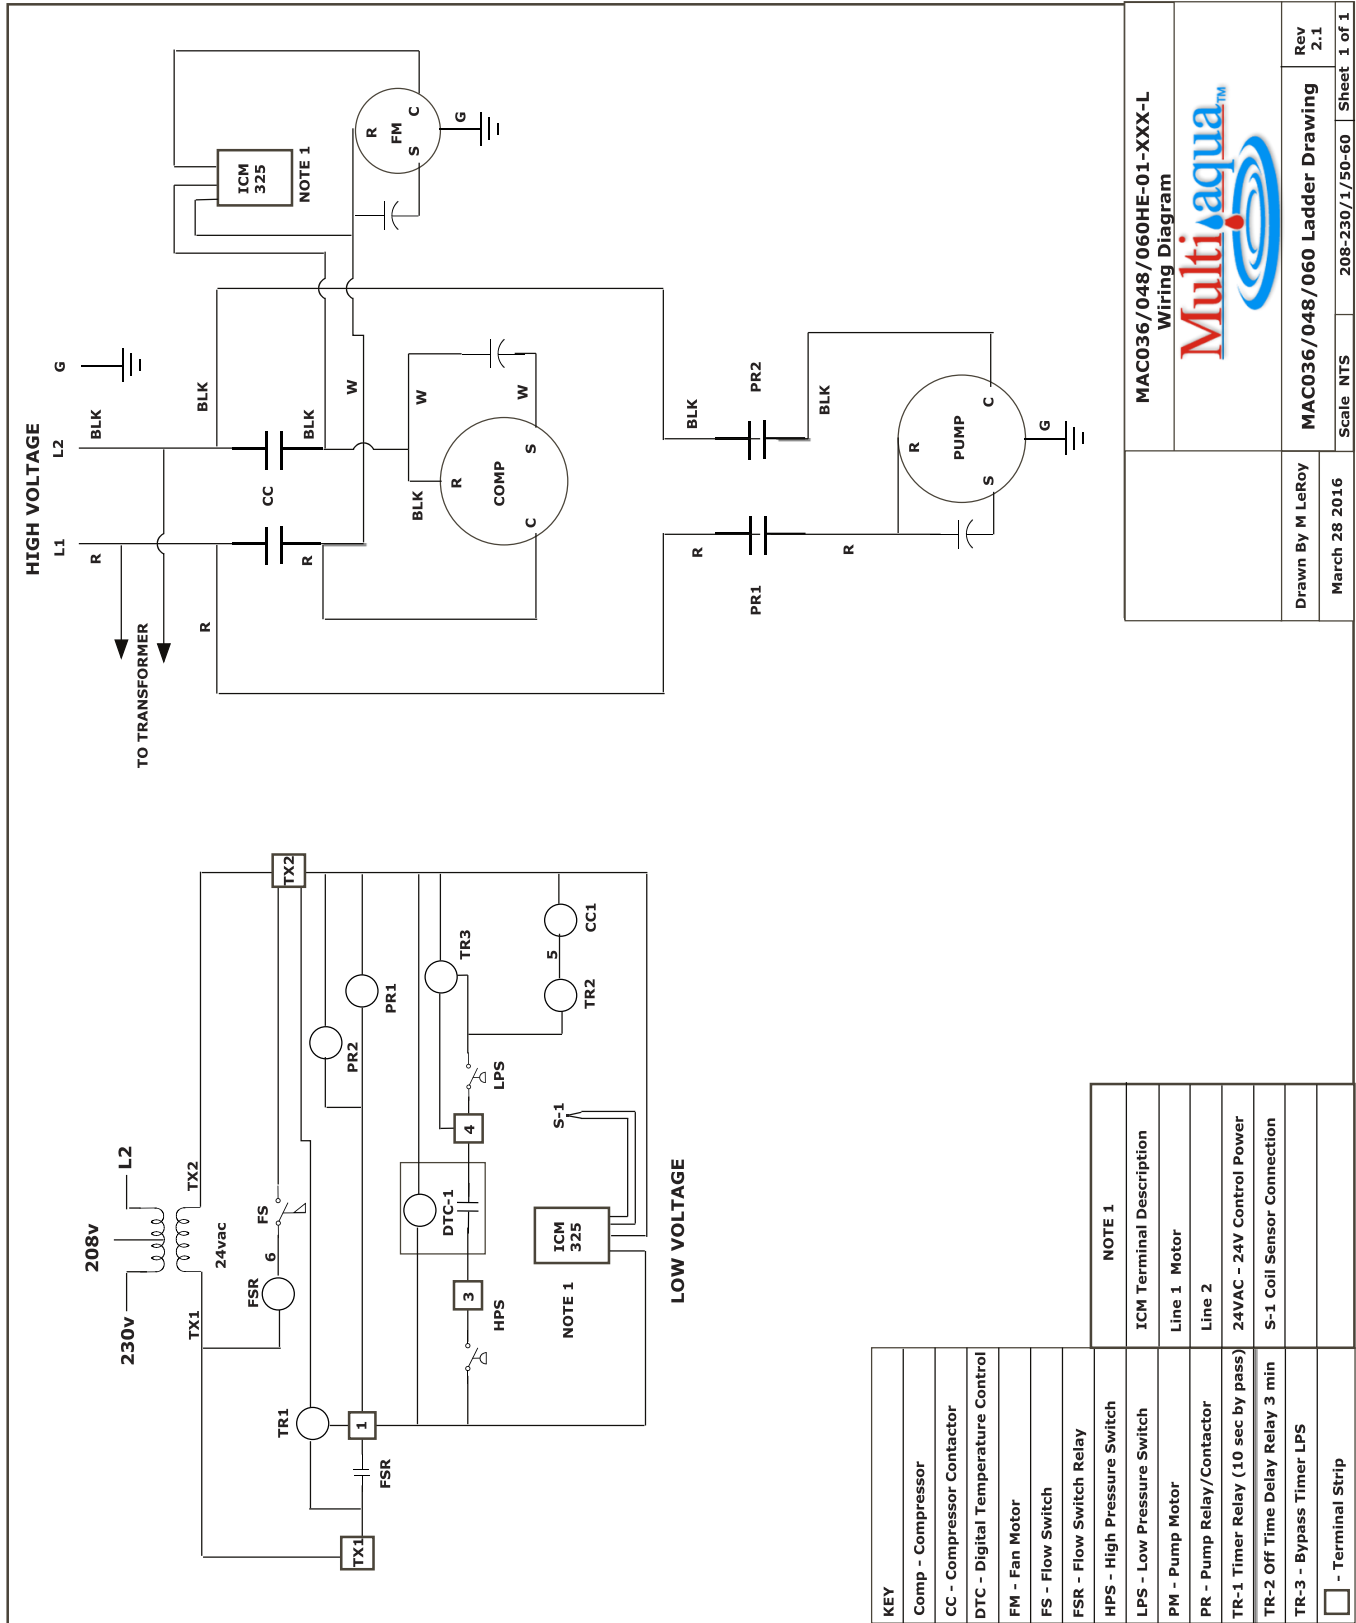 HIGH VOLTAGE
L1
L2
G
R
BLK
TO TRANSFORMER
R
BLK
CC
R
BLK
W
ICM
325
NOTE 1
R
FM
S
C
G
BLK
W
W
R
COMP
C
S
R
BLK
PR1
PR2
R
BLK
R
PUMP
S
C
G
230v
208v
L2
TX1
TX2
24vac
FSR
6
FS
TX2
TR1
PR2
PR1
TX1
FSR
1
DTC-1
TR3
HPS
3
4
LPS
TR2
5
CC1
ICM
325
NOTE 1
S-1
LOW VOLTAGE
KEY
Comp - Compressor
CC - Compressor Contactor
DTC - Digital Temperature Control
FM - Fan Motor
FS - Flow Switch
FSR - Flow Switch Relay
HPS - High Pressure Switch
LPS - Low Pressure Switch
PM - Pump Motor
PR - Pump Relay/Contactor
TR-1 Timer Relay (10 sec by pass)
TR-2 Off Time Delay Relay 3 min
TR-3 - Bypass Timer LPS
- Terminal Strip
NOTE 1
ICM Terminal Description
Line 1 Motor
Line 2
24VAC - 24V Control Power
S-1 Coil Sensor Connection
MAC036/048/060HE-01-XXX-L
Wiring Diagram
Multiaqua™
Drawn By M LeRoy
MAC036/048/060 Ladder Drawing
Rev
2.1
March 28 2016
Scale NTS
208-230/1/50-60
Sheet 1 of 1